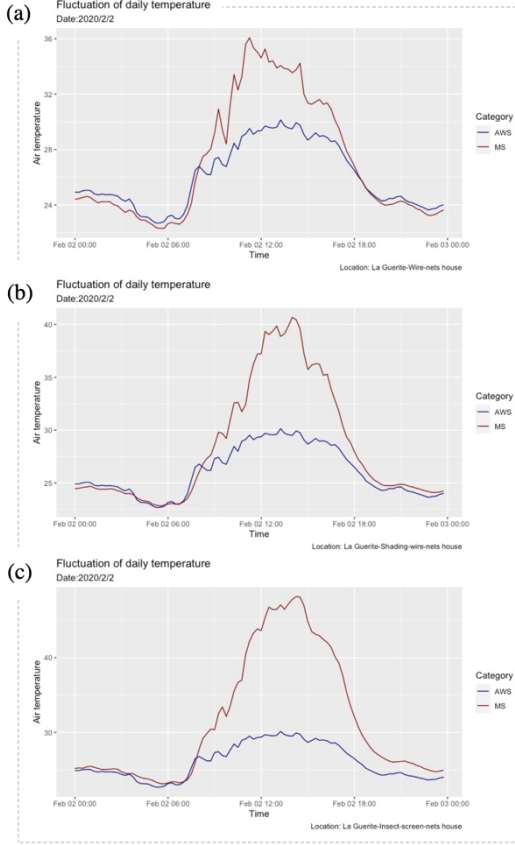 (a)
Fluctuation of daily temperature
Date:2020/2/2
36
32
28
24
Air temperature
Feb 02 00:00 Feb 02 06:00 Feb 02 12:00 Feb 02 18:00 Feb 03 00:00
Time
Category
AWS
MS
Location: La Guerite-Wire-nets house
(b)
Fluctuation of daily temperature
Date:2020/2/2
40
35
30
25
Air temperature
Feb 02 00:00 Feb 02 06:00 Feb 02 12:00 Feb 02 18:00 Feb 03 00:00
Time
Category
AWS
MS
Location: La Guerite-Shading-wire-nets house
(c)
Fluctuation of daily temperature
Date:2020/2/2
40
30
Air temperature
Feb 02 00:00 Feb 02 06:00 Feb 02 12:00 Feb 02 18:00 Feb 03 00:00
Time
Category
AWS
MS
Location: La Guerite-Insect-screen-nets house